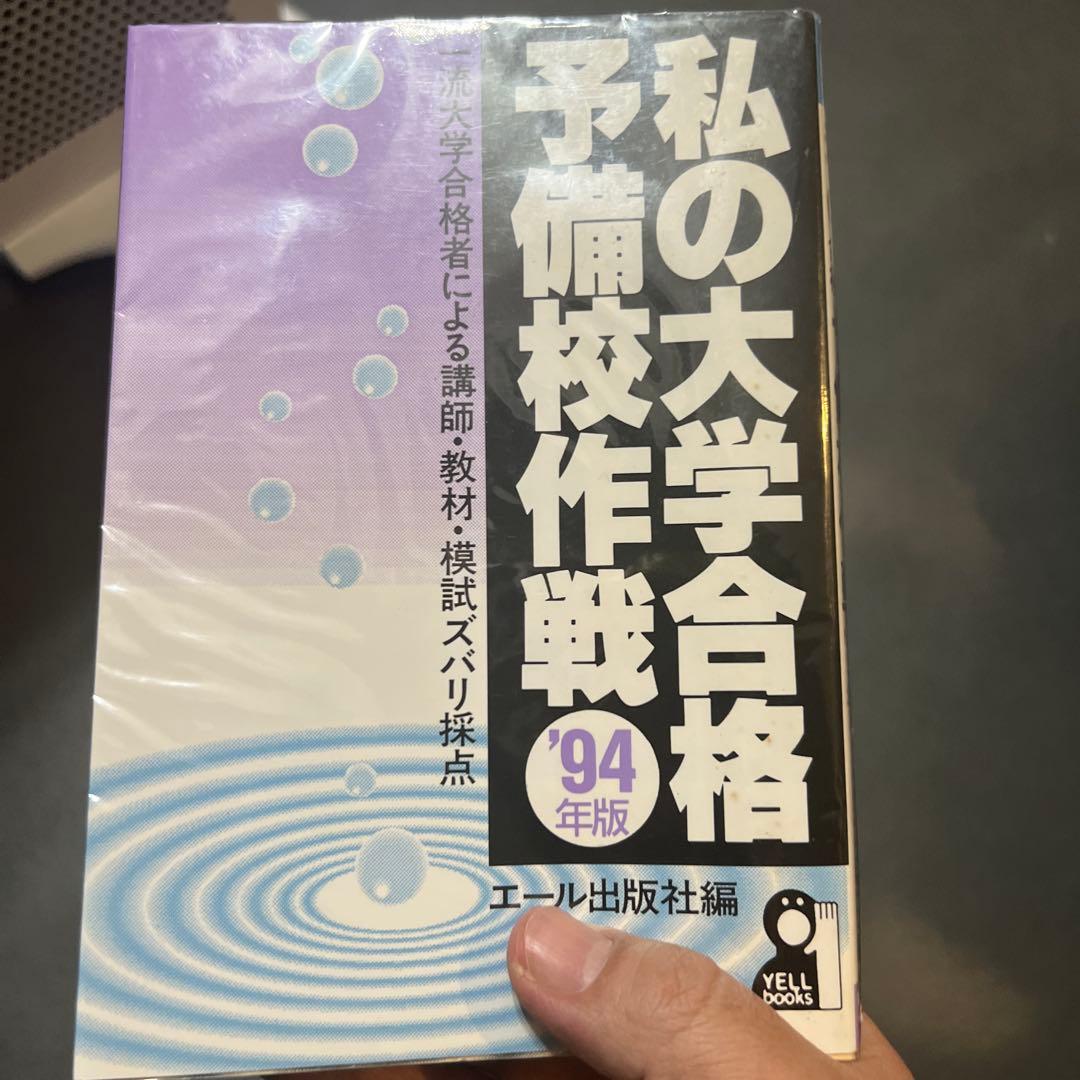 私の大学合格
予備校作戦
'94
年版
一流大学合格者による講師・教材・模試ズバリ採点
エール出版社編
YELL
books